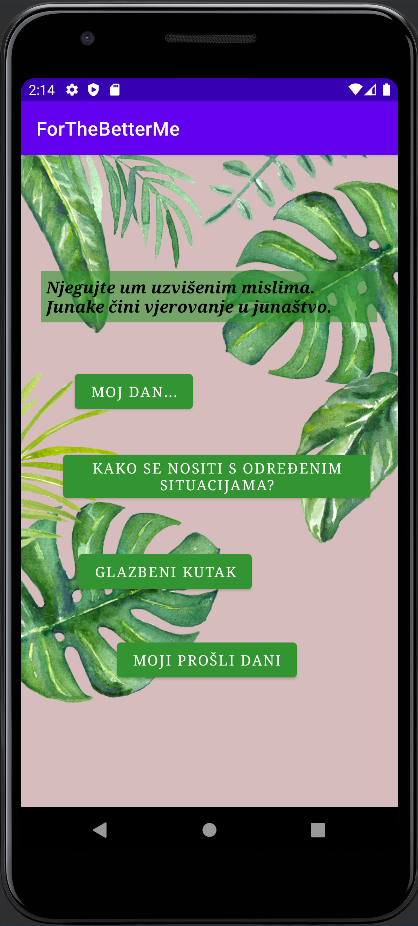 2:14
ForTheBetterMe
Njegujte um uzvišenim mislima.
Junake čini vjerovanje u junaštvo.
MOJ DAN...
KAKO SE NOSITI S ODREĐENIM
SITUACIJAMA?
GLAZBENI KUTAK
MOJI PROŠLI DANI